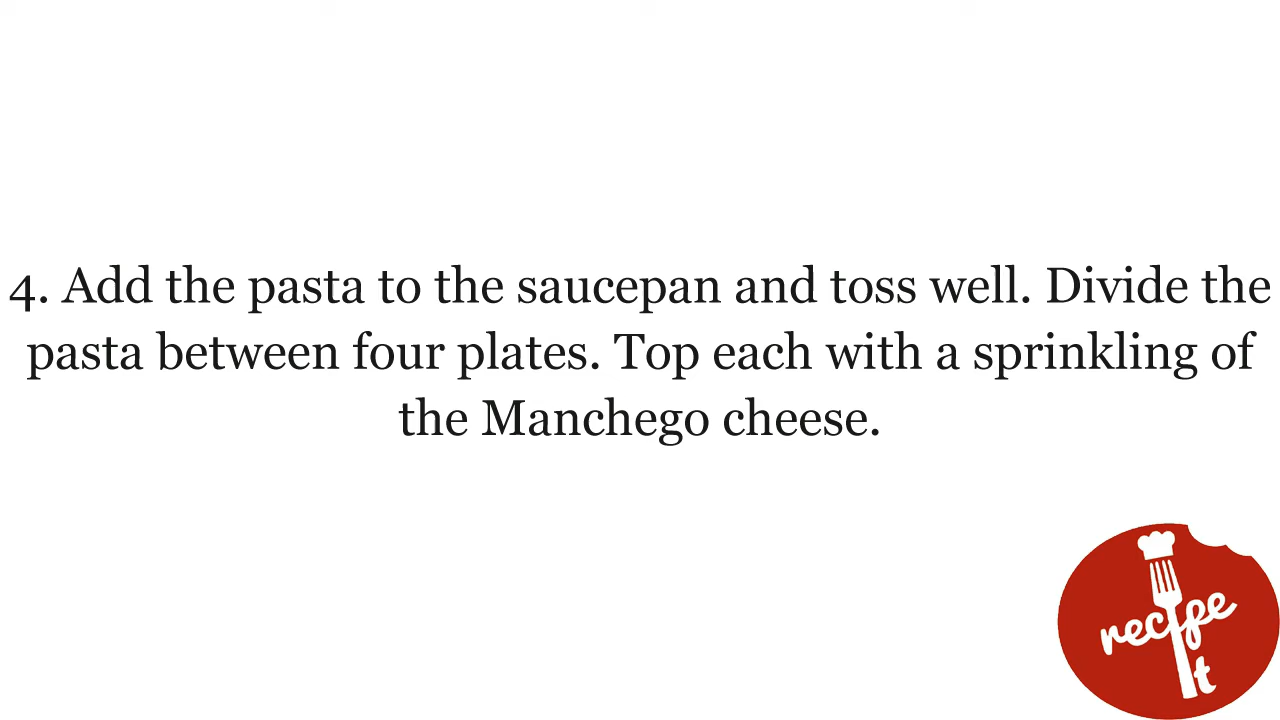 4. Add the pasta to the saucepan and toss well. Divide the
pasta between four plates. Top each with a sprinkling of
the Manchego cheese.
recipe
it